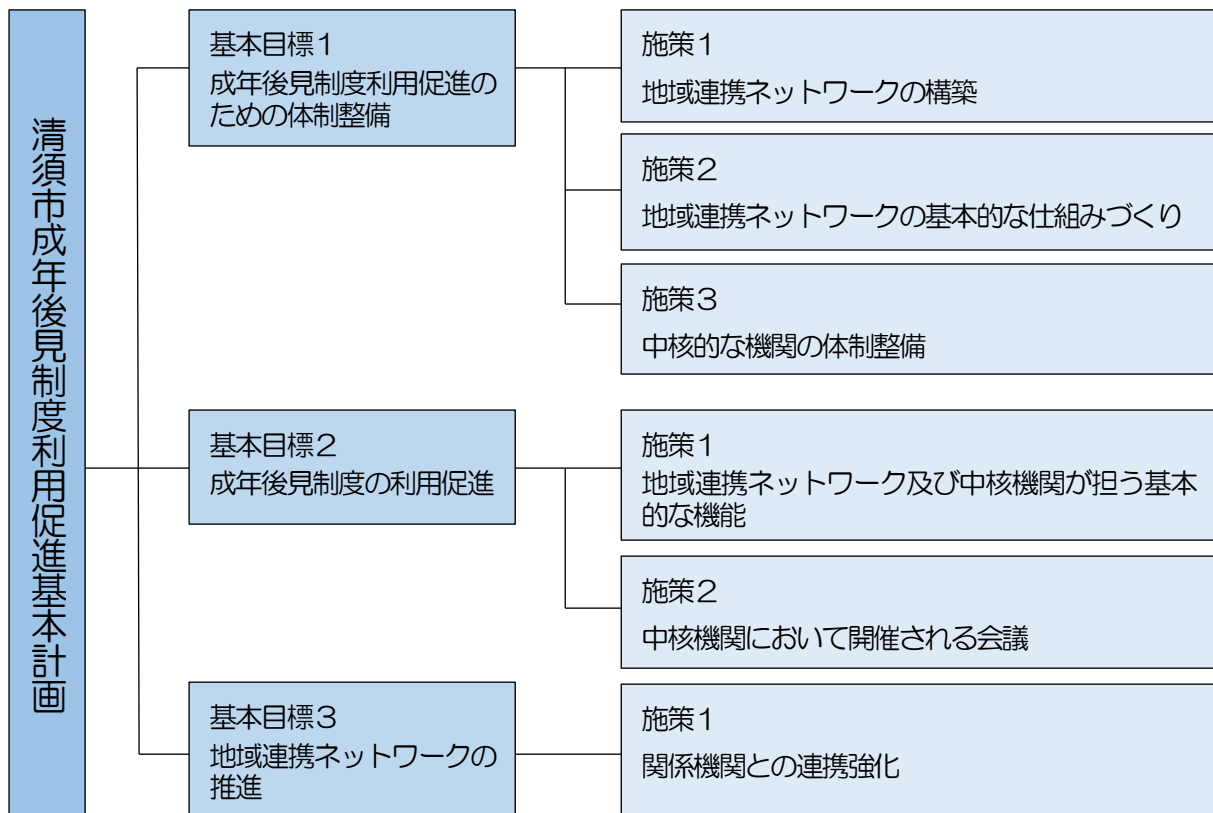 清須市成年後見制度利用促進基本計画
基本目標１
成年後見制度利用促進の
ための体制整備
施策１
地域連携ネットワークの構築
施策２
地域連携ネットワークの基本的な仕組みづくり
施策３
中核的な機関の体制整備
基本目標２
成年後見制度の利用促進
施策１
地域連携ネットワーク及び中核機関が担う基本
的な機能
施策２
中核機関において開催される会議
基本目標３
地域連携ネットワークの
推進
施策１
関係機関との連携強化